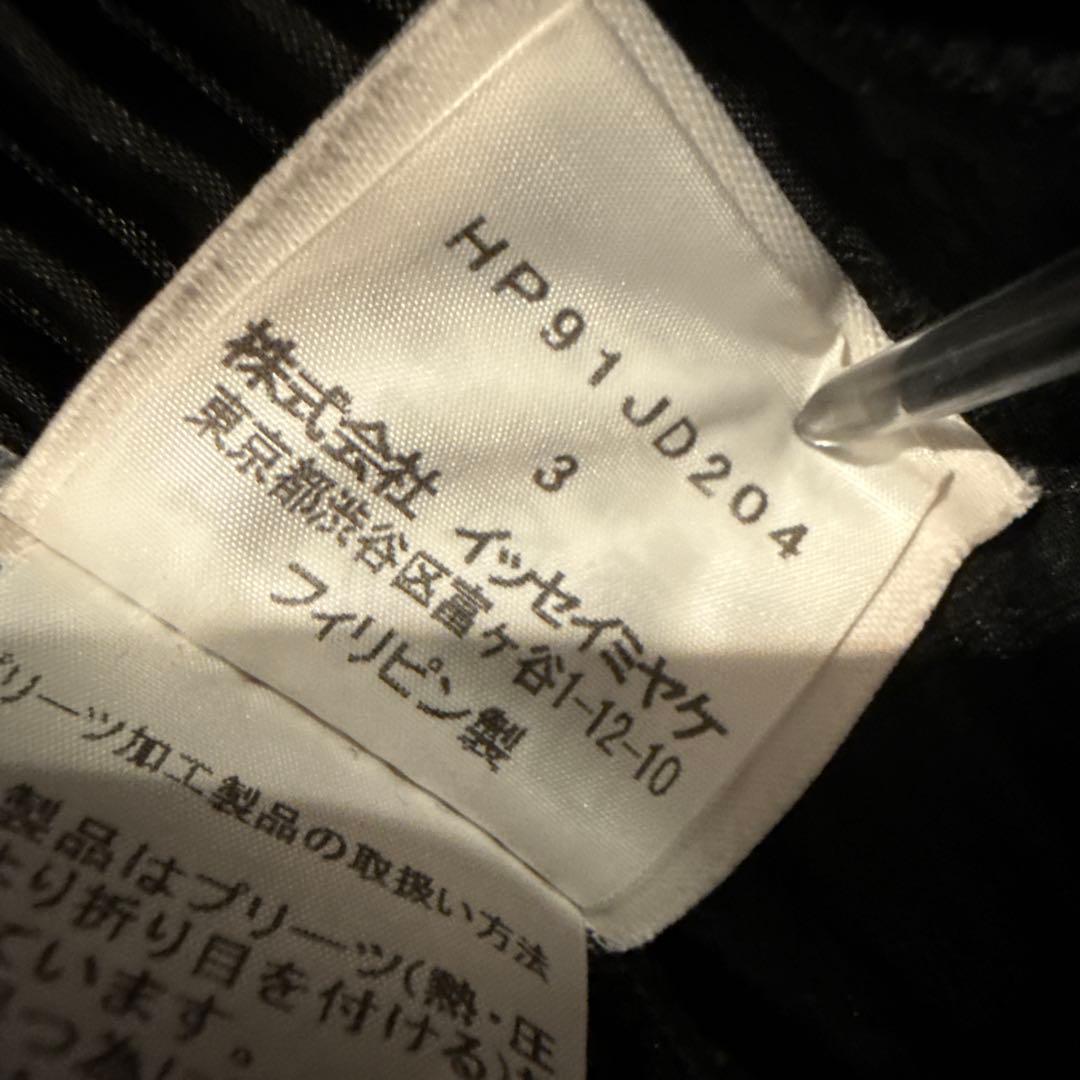 HP91JD204
3
株式会社 イッセイミヤケ
東京都渋谷区富ヶ谷1-12-10
フィリピン製
プリーツ加工製品の取扱い方法
製品はプリーツ(熱・圧
より折り目を付ける)
ています。